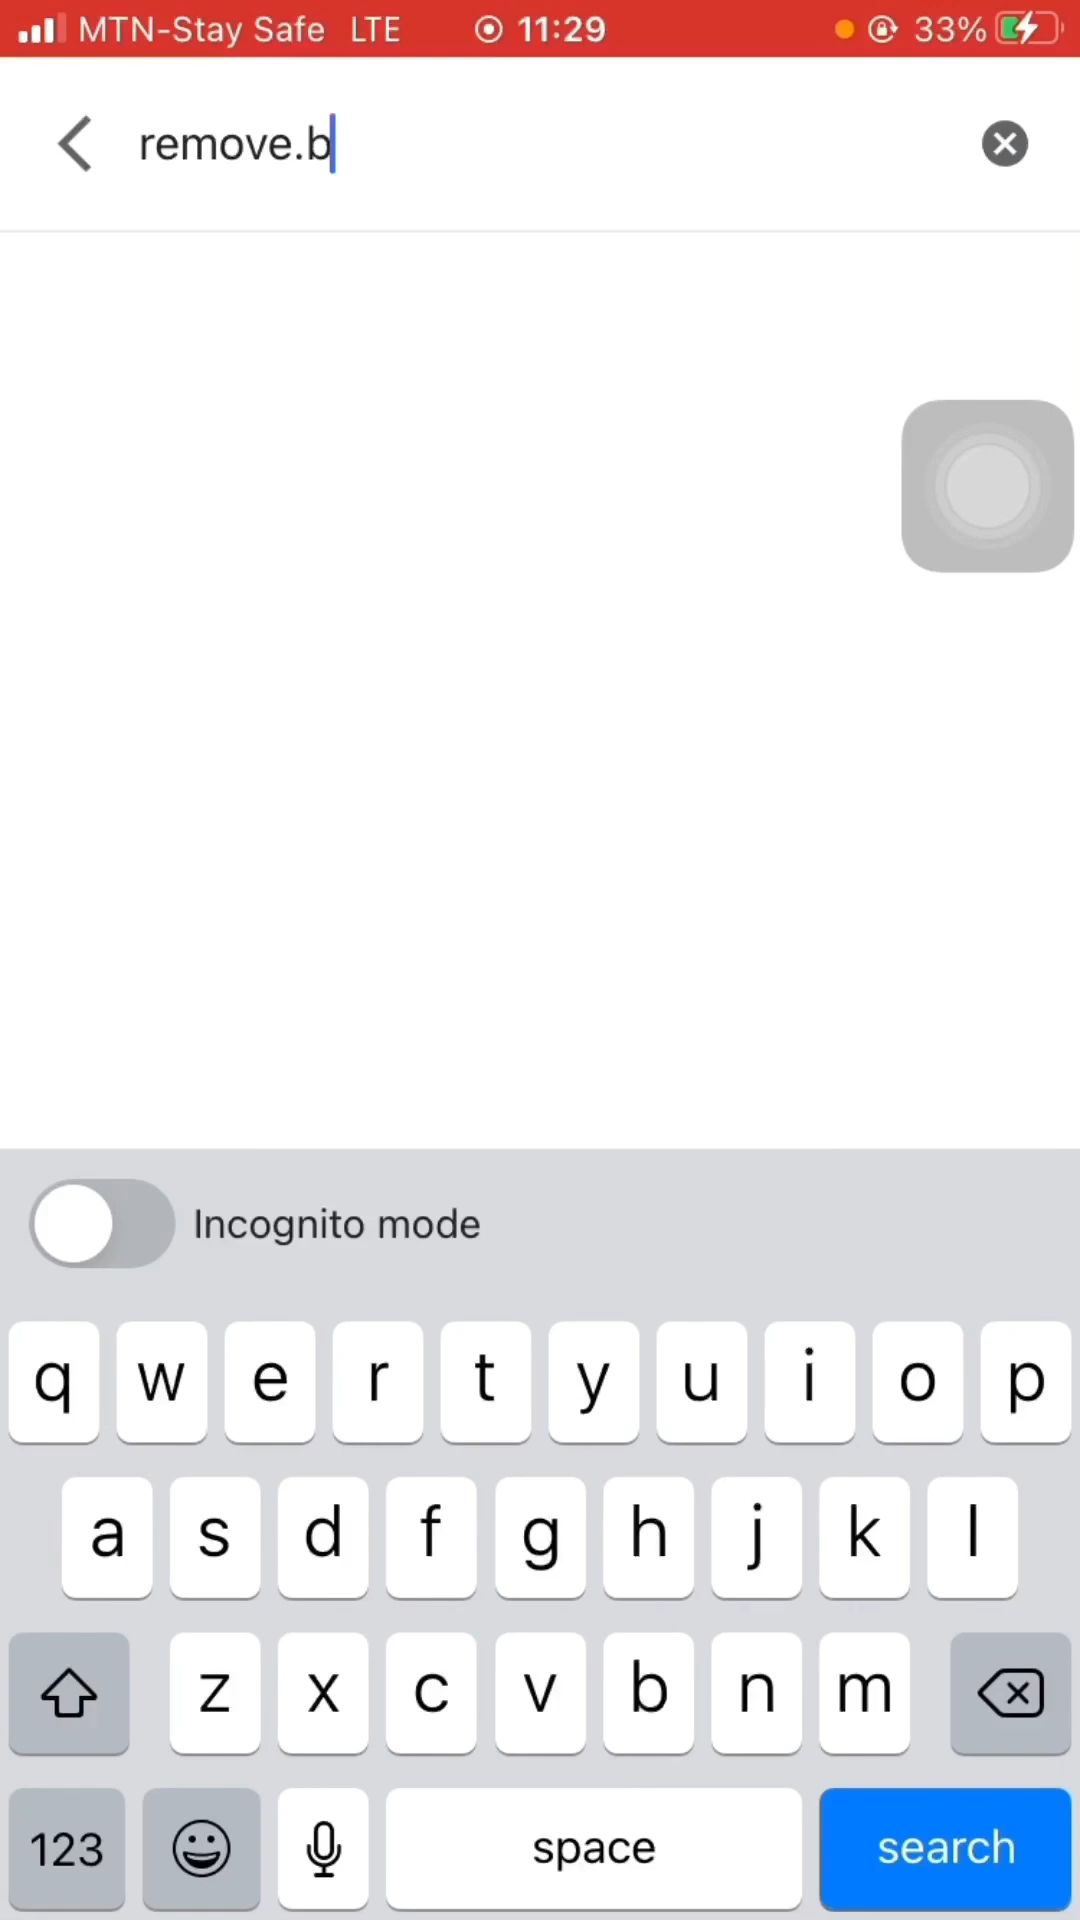 MTN-Stay Safe LTE 11:29 33%
remove.b
Incognito mode
q w e r t y u i o p
a s d f g h j k l
z x c v b n m
123 space search